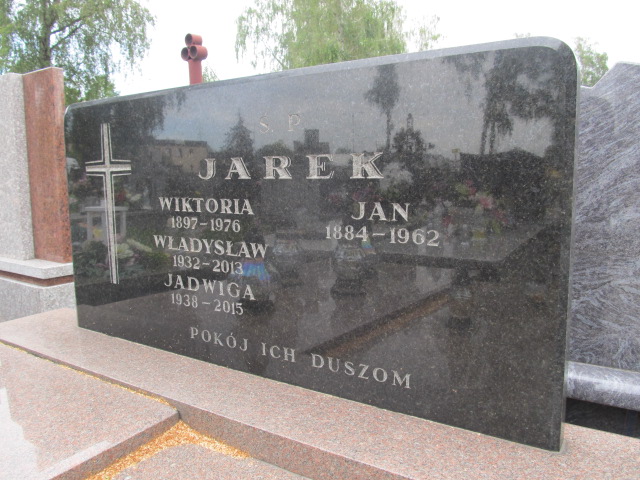 Ś. P.
JAREK
WIKTORIA
1897-1976
WŁADYSŁAW
1932-2013
JADWIGA
1938-2015
JAN
1884-1962
POKÓJ ICH DUSZOM